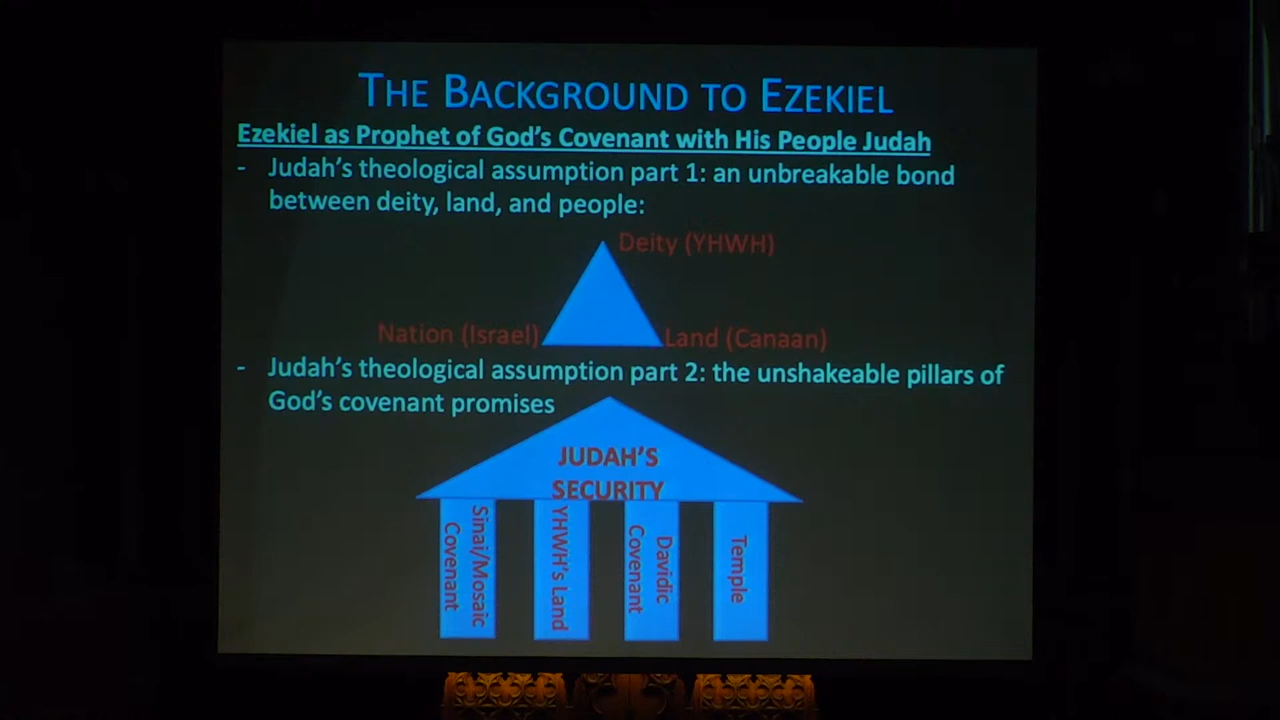 THE BACKGROUND TO EZEKIEL
Ezekiel as Prophet of God's Covenant with His People Judah
- Judah's theological assumption part 1: an unbreakable bond
between deity, land, and people:
Deity (YHWH)
Nation (Israel)
Land (Canaan)
- Judah's theological assumption part 2: the unshakeable pillars of
God's covenant promises
JUDAH'S
SECURITY
Sinai/Mosaic
Covenant
YHWH's Land
Davidic
Covenant
Temple